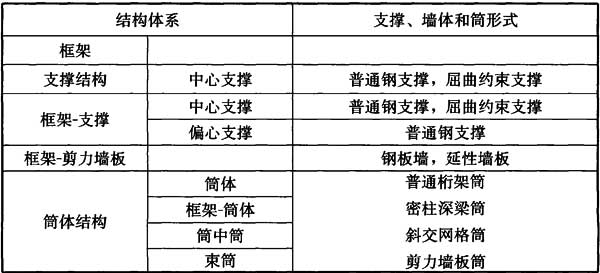 结构体系 支撑、墙体和筒形式
框架
支撑结构 中心支撑 普通钢支撑，屈曲约束支撑
框架-支撑 中心支撑 普通钢支撑，屈曲约束支撑
偏心支撑 普通钢支撑
框架-剪力墙板 钢板墙，延性墙板
筒体结构 筒体 普通桁架筒
框架-筒体 密柱深梁筒
筒中筒 斜交网格筒
束筒 剪力墙板筒